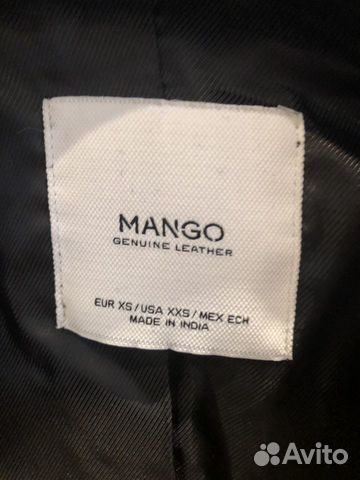 MANGO
GENUINE LEATHER
EUR XS / USA XXS / MEX ECH
MADE IN INDIA
Avito